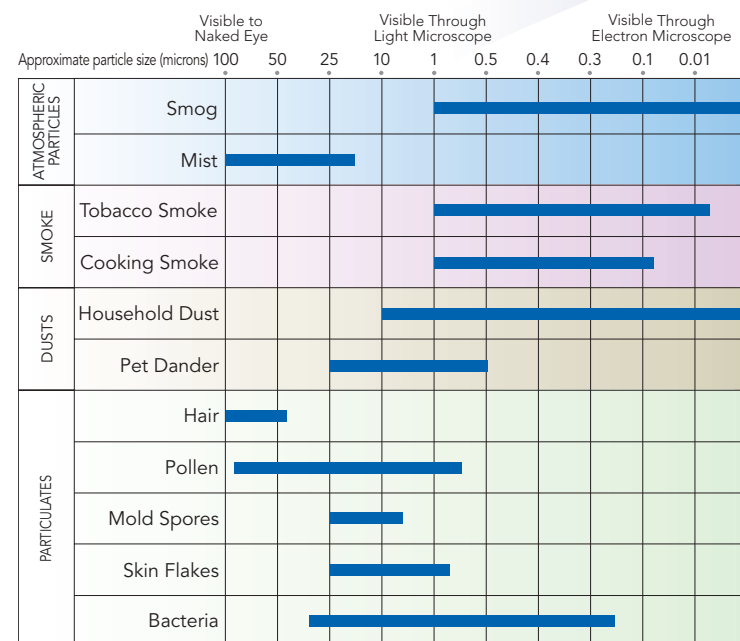 Visible to
Naked Eye
Visible Through
Light Microscope
Visible Through
Electron Microscope
Approximate particle size (microns) 100 50 25 10 1 0.5 0.4 0.3 0.1 0.01
ATMOSPHERIC
PARTICLES
Smog
Mist
SMOKE
Tobacco Smoke
Cooking Smoke
DUSTS
Household Dust
Pet Dander
PARTICULATES
Hair
Pollen
Mold Spores
Skin Flakes
Bacteria